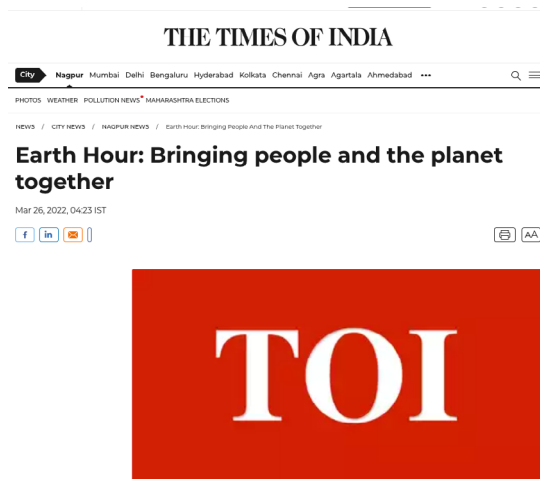 THE TIMES OF INDIA
City Nagpur Mumbai Delhi Bengaluru Hyderabad Kolkata Chennai Agra Agartala Ahmedabad •••
PHOTOS WEATHER POLLUTION NEWS MAHARASHTRA ELECTIONS
NEWS / CITY NEWS / NAGPUR NEWS / Earth Hour: Bringing People And The Planet Together
Earth Hour: Bringing people and the planet
together
Mar 26, 2022, 04:23 IST
f in AA
TOI